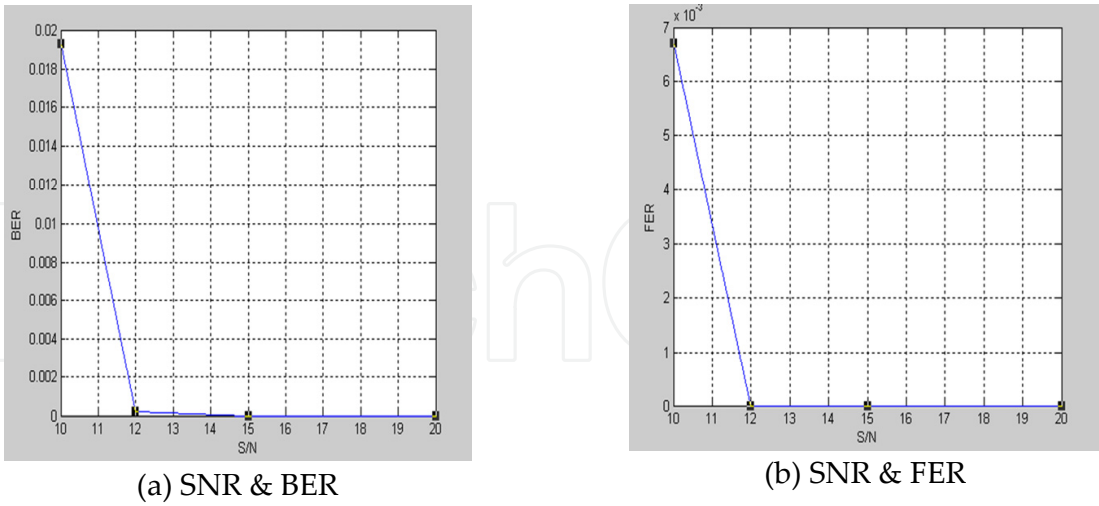 0.02
0.018
0.016
0.014
0.012
0.01
0.008
0.006
0.004
0.002
0
BER
10 11 12 13 14 15 16 17 18 19 20
S/N
(a) SNR & BER
x 10⁻³
7
6
5
4
3
2
1
0
FER
10 11 12 13 14 15 16 17 18 19 20
S/N
(b) SNR & FER